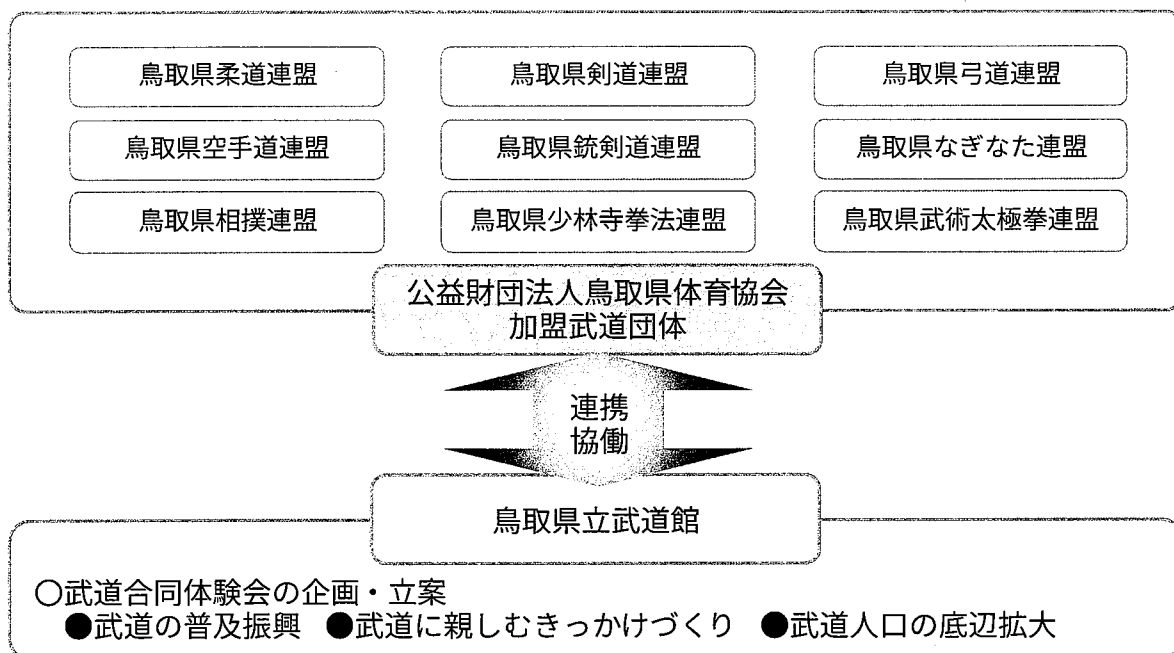 鳥取県柔道連盟
鳥取県剣道連盟
鳥取県弓道連盟
鳥取県空手道連盟
鳥取県銃剣道連盟
鳥取県なぎなた連盟
鳥取県相撲連盟
鳥取県少林寺拳法連盟
鳥取県武術太極拳連盟
公益財団法人鳥取県体育協会
加盟武道団体
連携
協働
鳥取県立武道館
○武道合同体験会の企画・立案
●武道の普及振興 ●武道に親しむきっかけづくり ●武道人口の底辺拡大